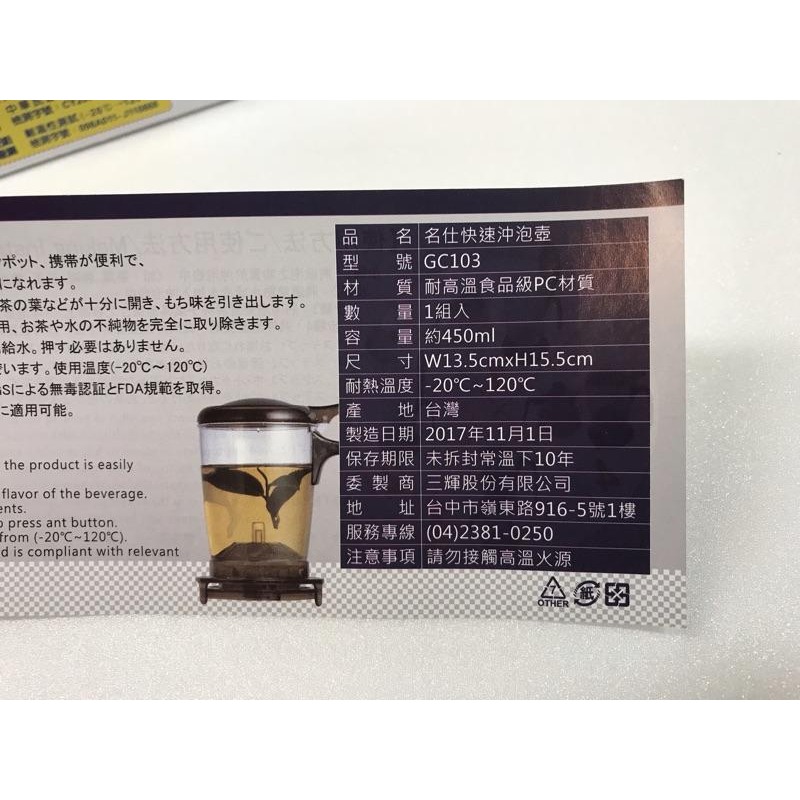 ポット、携帯が便利で、
になれます。
茶の葉などが十分に開き、もち味を引き出します。
用、お茶や水の不純物を完全に取り除きます。
給水。押す必要はありません。
います。使用温度(-20℃～120℃)
GSによる無毒認証とFDA規範を取得。
に適用可能。
the product is easily
flavor of the beverage.
ents.
o press ant button.
from (-20℃~120℃).
d is compliant with relevant
品 名 名仕快速沖泡壺
型 號 GC103
材 質 耐高溫食品級PC材質
數 量 1組入
容 量 約450ml
尺 寸 W13.5cmxH15.5cm
耐熱溫度 -20℃~120℃
產 地 台灣
製造日期 2017年11月1日
保存期限 未拆封常溫下10年
委 製 商 三輝股份有限公司
地 址 台中市嶺東路916-5號1樓
服務專線 (04)2381-0250
注意事項 請勿接觸高溫火源
7
OTHER
紙